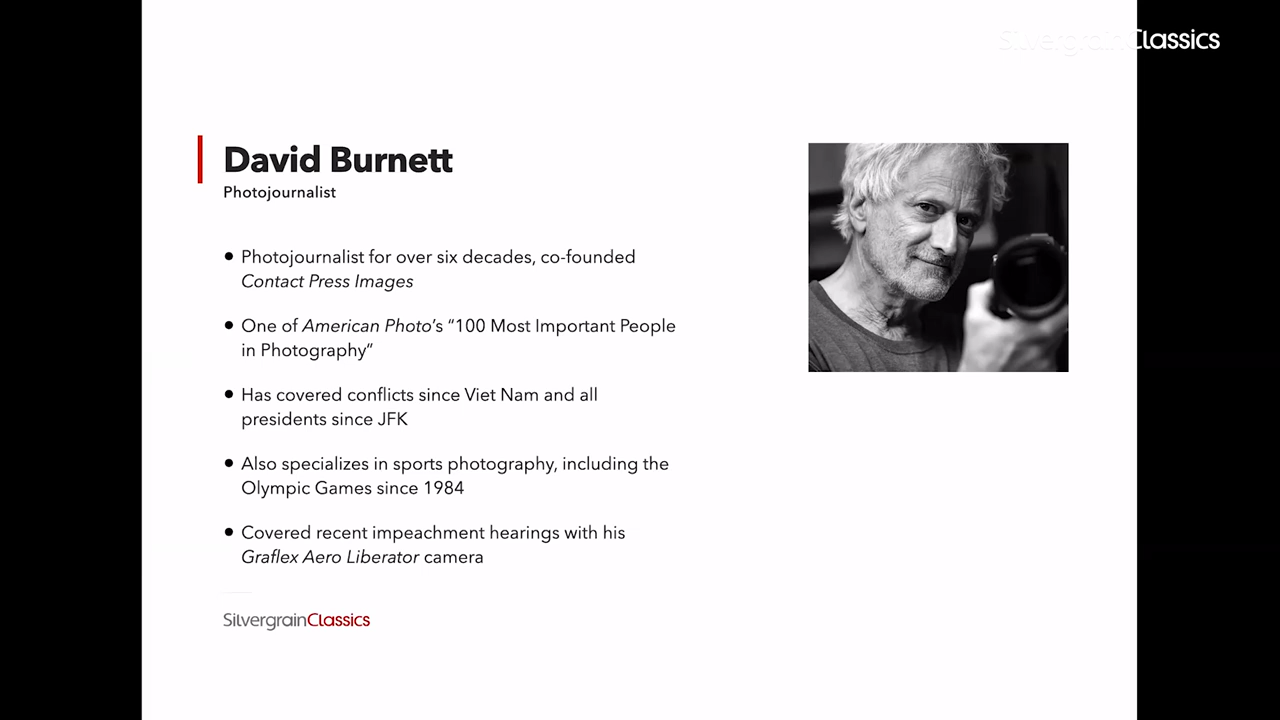 SilvergrainClassics
David Burnett
Photojournalist
• Photojournalist for over six decades, co-founded
Contact Press Images
• One of American Photo’s “100 Most Important People
in Photography”
• Has covered conflicts since Viet Nam and all
presidents since JFK
• Also specializes in sports photography, including the
Olympic Games since 1984
• Covered recent impeachment hearings with his
Graflex Aero Liberator camera
SilvergrainClassics